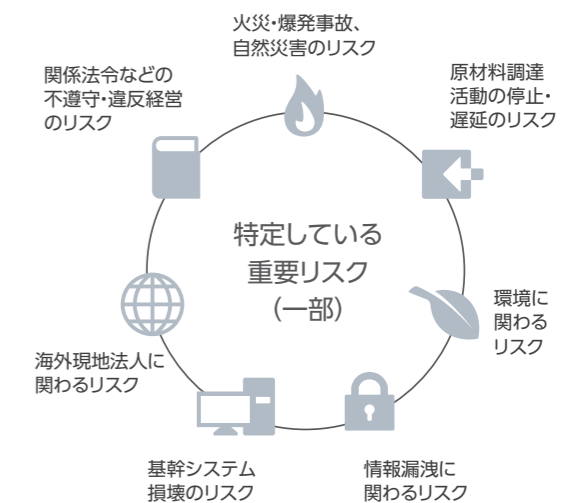 火災・爆発事故、
自然災害のリスク
関係法令などの
不遵守・違反経営
のリスク
原材料調達
活動の停止・
遅延のリスク
特定している
重要リスク
（一部）
環境に
関わる
リスク
海外現地法人に
関わるリスク
基幹システム
損壊のリスク
情報漏洩に
関わるリスク